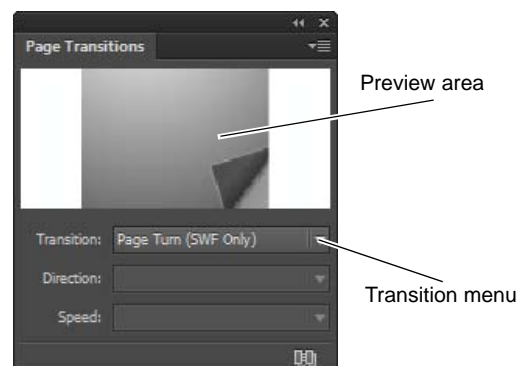 Page Transitions
Preview area
Transition: Page Turn (SWF Only)
Direction:
Transition menu
Speed: